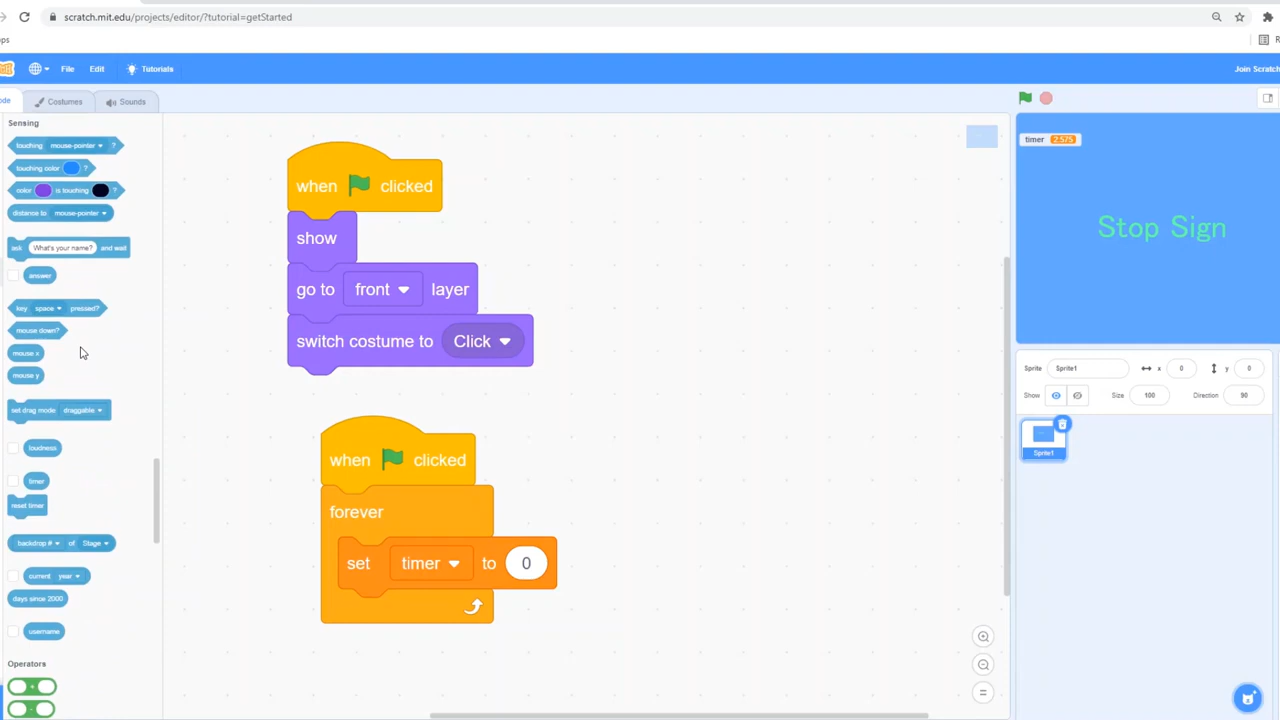 scratch.mit.edu/projects/editor/?tutorial=getStarted
File Edit Tutorials
Join Scratch
Costumes Sounds
Sensing
touching mouse-pointer ?
touching color ?
color is touching ?
distance to mouse-pointer
ask What's your name? and wait
answer
key space pressed?
mouse down?
mouse x
mouse y
set drag mode draggable
loudness
timer
reset timer
backdrop # of Stage
current year
days since 2000
username
Operators
+
-
when clicked
show
go to front layer
switch costume to Click
when clicked
forever
set timer to 0
timer 2.575
Stop Sign
Sprite Sprite1 x 0 y 0
Show Size 100 Direction 90
Sprite1